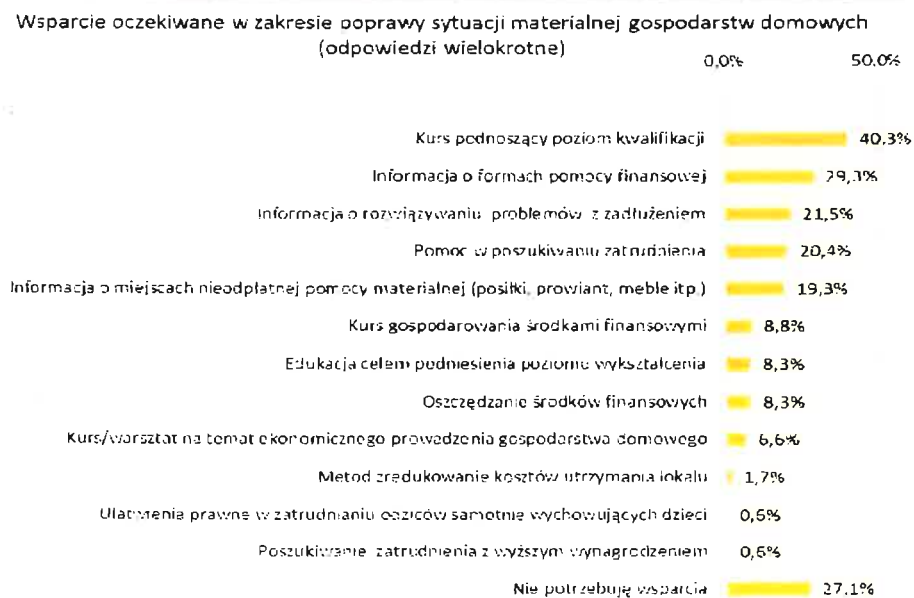 Wsparcie oczekiwane w zakresie poprawy sytuacji materialnej gospodarstw domowych
(odpowiedzi wielokrotne)
0,0% 50,0%
Kurs podnoszący poziom kwalifikacji 40,3%
Informacja o formach pomocy finansowej 29,3%
Informacja o rozwiązywaniu problemów z zadłużeniem 21,5%
Pomoc w poszukiwaniu zatrudnienia 20,4%
Informacja o miejscach nieodpłatnej pomocy materialnej (posiłki, prowiant, meble itp.) 19,3%
Kurs gospodarowania środkami finansowymi 8,8%
Edukacja celem podniesienia poziomu wykształcenia 8,3%
Oszczędzanie środków finansowych 8,3%
Kurs/warsztat na temat ekonomicznego prowadzenia gospodarstwa domowego 6,6%
Metod zredukowanie kosztów utrzymania lokalu 1,7%
Ułatwienia prawne w zatrudnianiu samotnie wychowujących dzieci 0,6%
Poszukiwanie zatrudnienia z wyższym wynagrodzeniem 0,6%
Nie potrzebuję wsparcia 27,1%